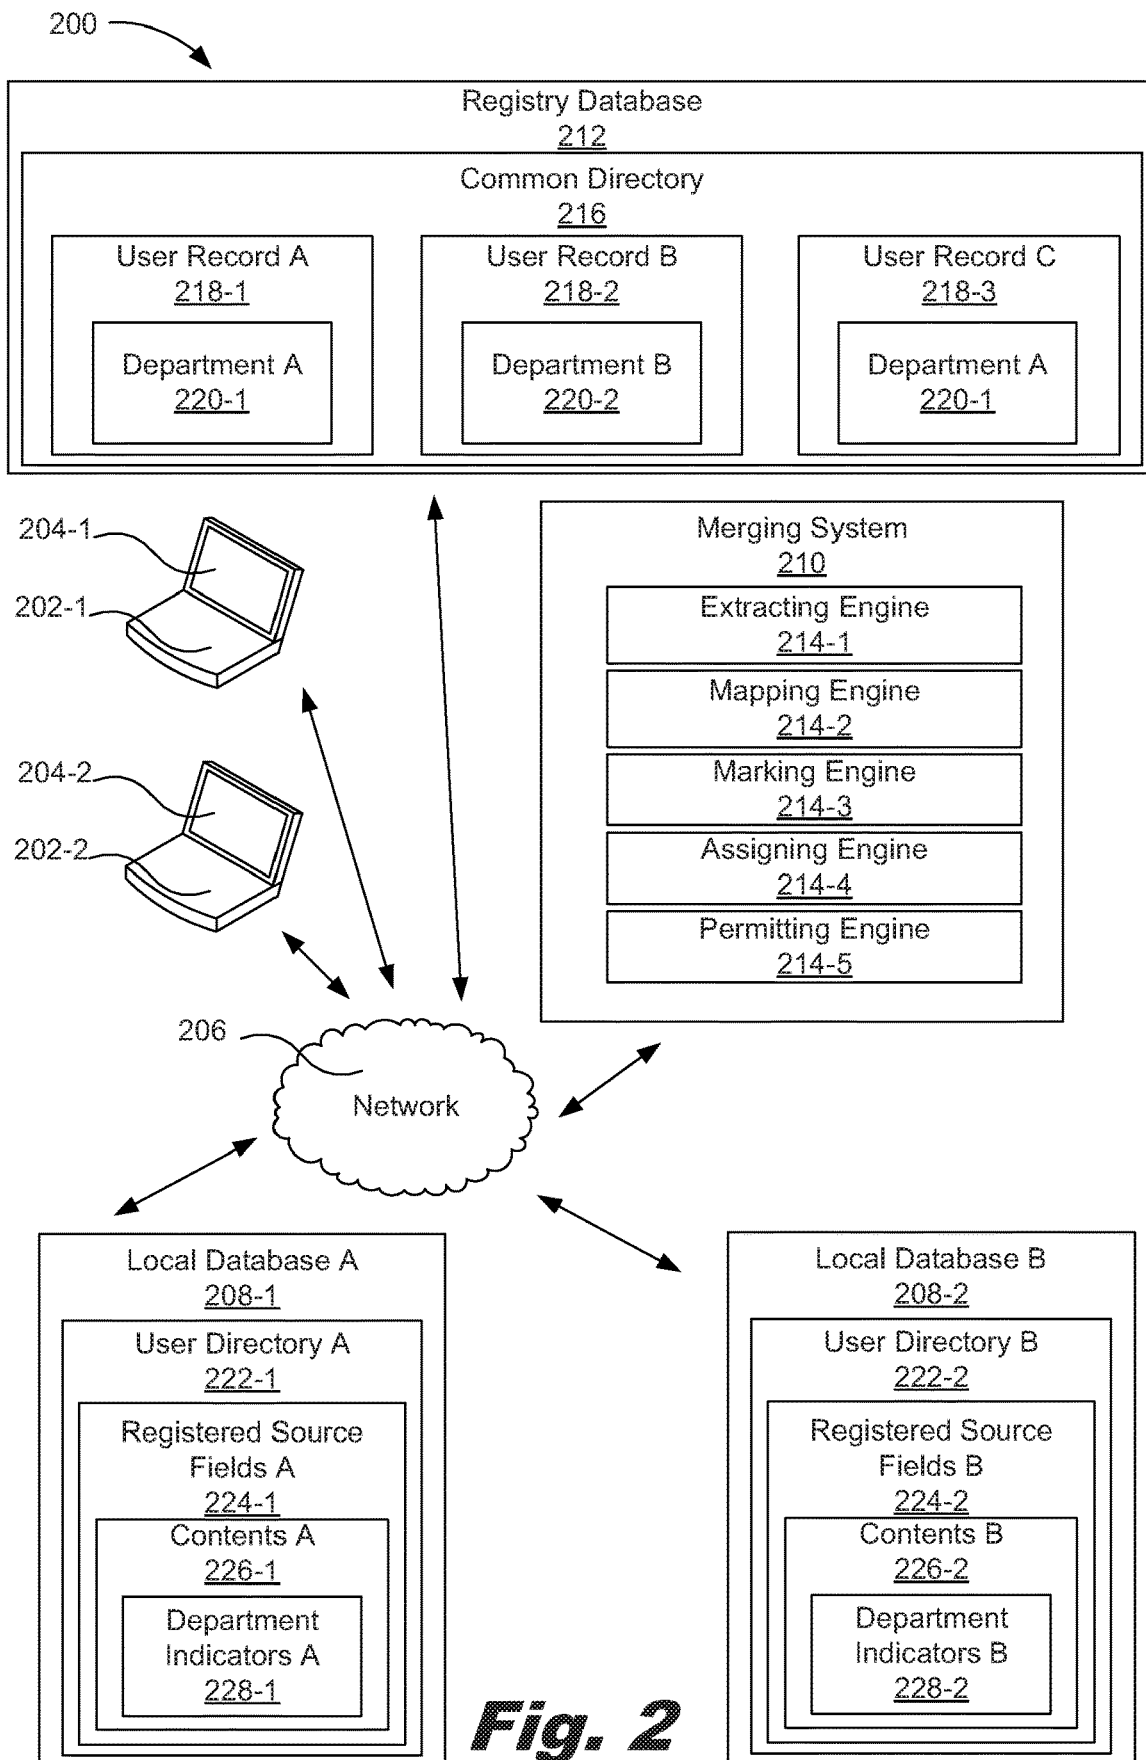 200
Registry Database
212
Common Directory
216
User Record A
218-1
Department A
220-1
User Record B
218-2
Department B
220-2
User Record C
218-3
Department A
220-1
204-1
202-1
204-2
202-2
Merging System
210
Extracting Engine
214-1
Mapping Engine
214-2
Marking Engine
214-3
Assigning Engine
214-4
Permitting Engine
214-5
206
Network
Local Database A
208-1
User Directory A
222-1
Registered Source
Fields A
224-1
Contents A
226-1
Department
Indicators A
228-1
Local Database B
208-2
User Directory B
222-2
Registered Source
Fields B
224-2
Contents B
226-2
Department
Indicators B
228-2
Fig. 2